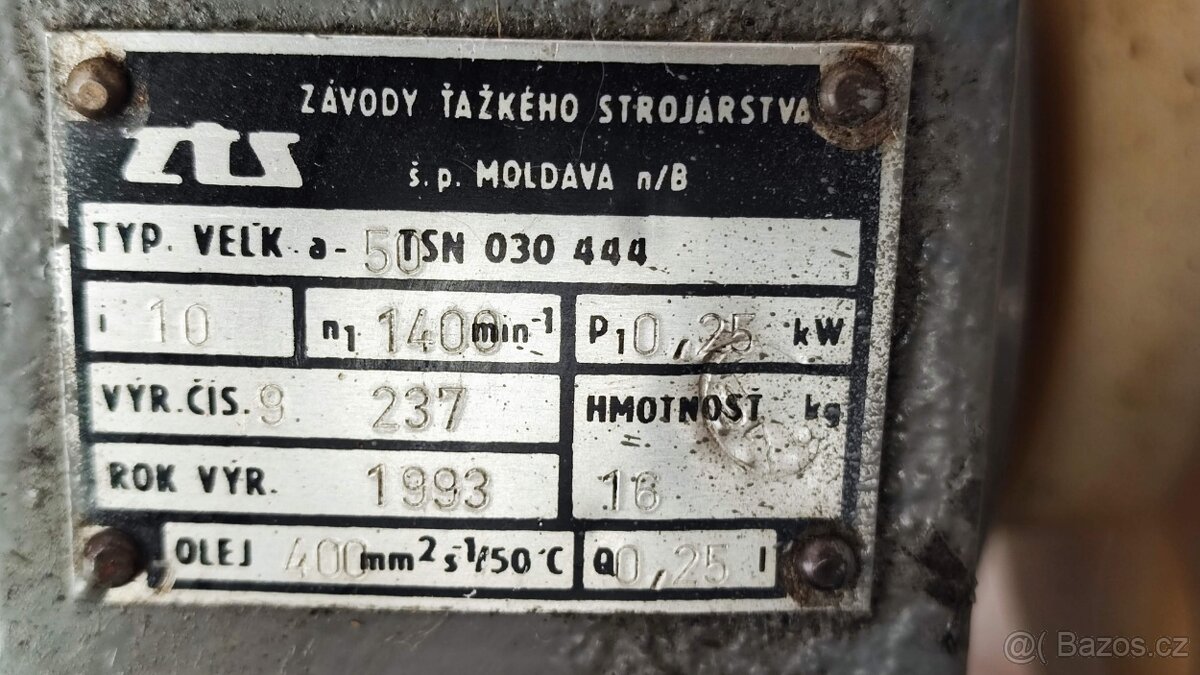 ZÁVODY ŤAŽKÉHO STROJÁRSTVA
ZŤS
š.p. MOLDAVA n/B
TYP. VEĽK. a- 50 TSN 030 444
i 10 n1 1400 min-1 P1 0,25 kW
VÝR.ČÍS. 9 237 HMOTNOSŤ kg
ROK VÝR. 1993 16
OLEJ 400 mm2 s-1/50°C Q 0,25 l
@( Bazos.cz